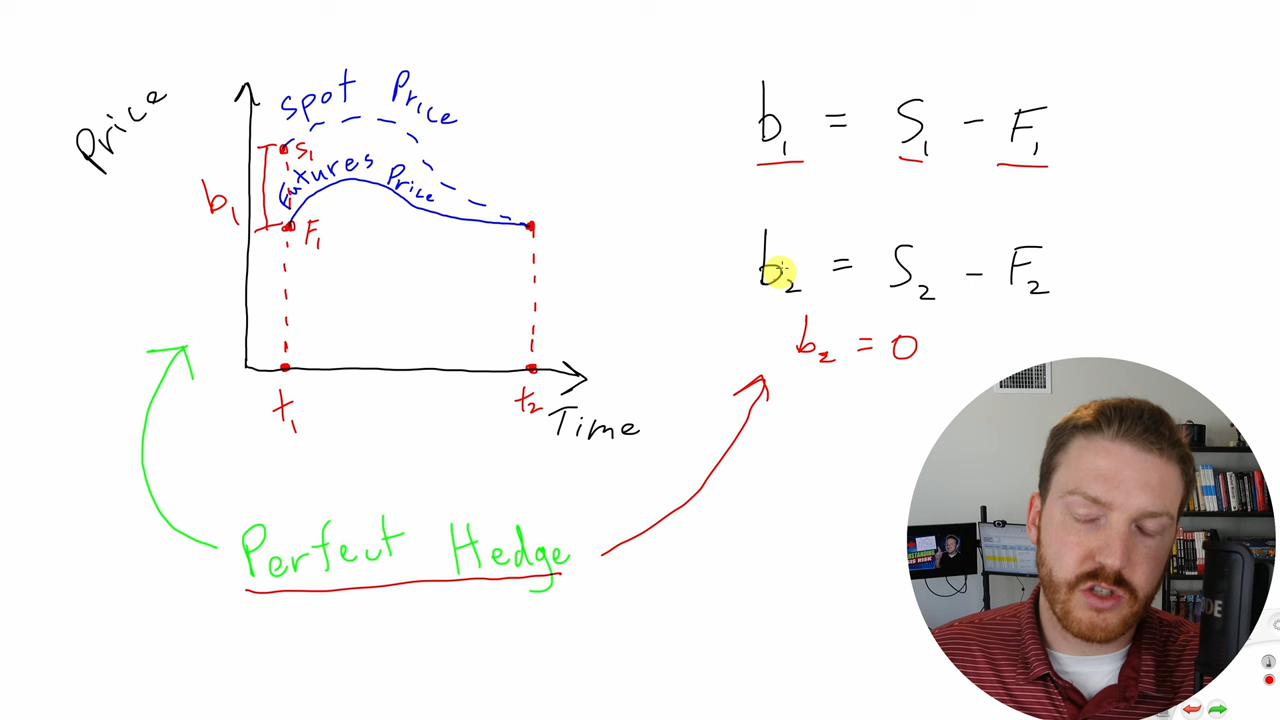 Price
spot Price
S₁
Futures Price
b₁
F₁
t₁
t₂
Time
Perfect Hedge
b₁ = S₁ - F₁
b₂ = S₂ - F₂
b₂ = 0